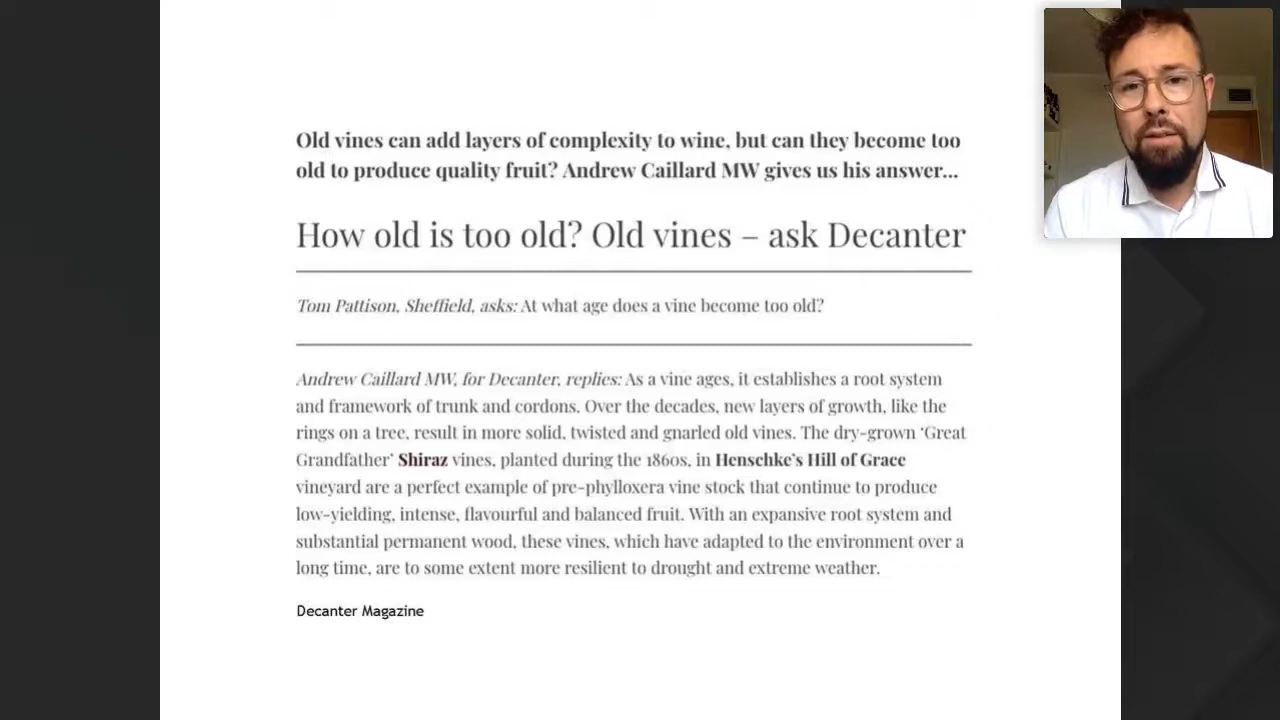 Old vines can add layers of complexity to wine, but can they become too
old to produce quality fruit? Andrew Caillard MW gives us his answer...
How old is too old? Old vines – ask Decanter
Tom Pattison, Sheffield, asks: At what age does a vine become too old?
Andrew Caillard MW, for Decanter, replies: As a vine ages, it establishes a root system
and framework of trunk and cordons. Over the decades, new layers of growth, like the
rings on a tree, result in more solid, twisted and gnarled old vines. The dry-grown ‘Great
Grandfather’ Shiraz vines, planted during the 1860s, in Henschke’s Hill of Grace
vineyard are a perfect example of pre-phylloxera vine stock that continue to produce
low-yielding, intense, flavourful and balanced fruit. With an expansive root system and
substantial permanent wood, these vines, which have adapted to the environment over a
long time, are to some extent more resilient to drought and extreme weather.
Decanter Magazine